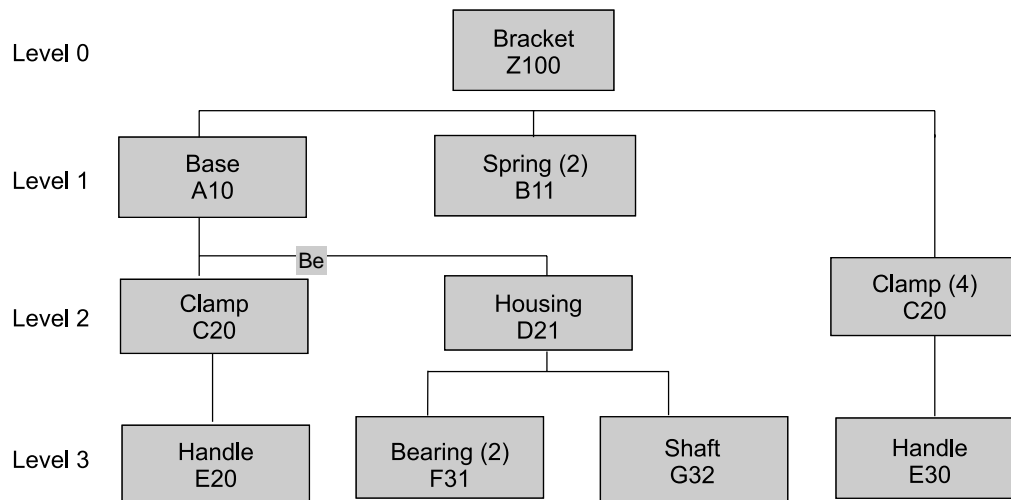 Level 0
Bracket
Z100
Level 1
Base
A10
Spring (2)
B11
Be
Level 2
Clamp
C20
Housing
D21
Clamp (4)
C20
Level 3
Handle
E20
Bearing (2)
F31
Shaft
G32
Handle
E30